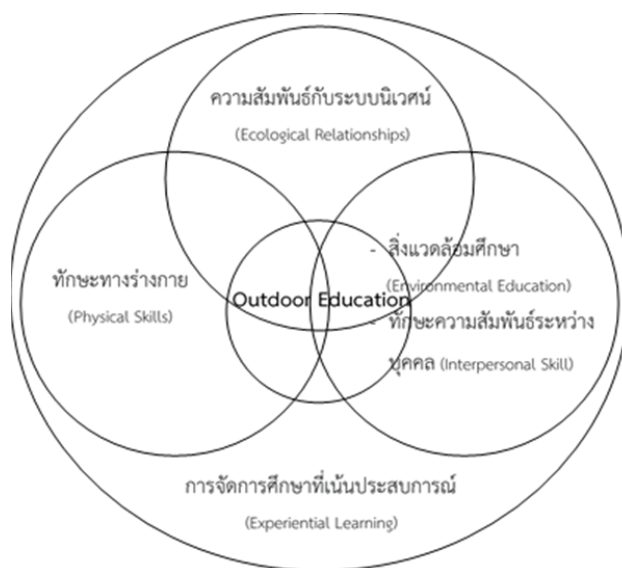 ความสัมพันธ์กับระบบนิเวศน์
(Ecological Relationships)
ทักษะทางร่างกาย
(Physical Skills)
Outdoor Education
- สิ่งแวดล้อมศึกษา
(Environmental Education)
- ทักษะความสัมพันธ์ระหว่าง
บุคคล (Interpersonal Skill)
การจัดการศึกษาที่เน้นประสบการณ์
(Experiential Learning)